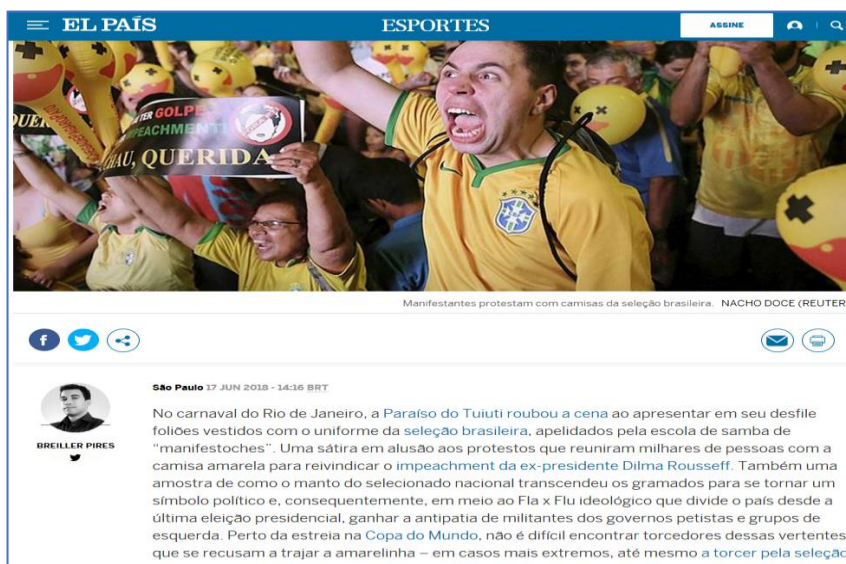 EL PAÍS
ESPORTES
ASSINE
GOLPE
IMPEACHMENT!
TCHAU, QUERIDA
Manifestantes protestam com camisas da seleção brasileira. NACHO DOCE (REUTER
São Paulo 17 JUN 2018 - 14:16 BRT
BREILLER PIRES
No carnaval do Rio de Janeiro, a Paraíso do Tuiuti roubou a cena ao apresentar em seu desfile
foliões vestidos com o uniforme da seleção brasileira, apelidados pela escola de samba de
“manifestoches”. Uma sátira em alusão aos protestos que reuniram milhares de pessoas com a
camisa amarela para reivindicar o impeachment da ex-presidente Dilma Rousseff. Também uma
amostra de como o manto do selecionado nacional transcendeu os gramados para se tornar um
símbolo político e, consequentemente, em meio ao Fla x Flu ideológico que divide o país desde a
última eleição presidencial, ganhar a antipatia de militantes dos governos petistas e grupos de
esquerda. Perto da estreia na Copa do Mundo, não é difícil encontrar torcedores dessas vertentes
que se recusam a trajar a amarelinha – em casos mais extremos, até mesmo a torcer pela seleção